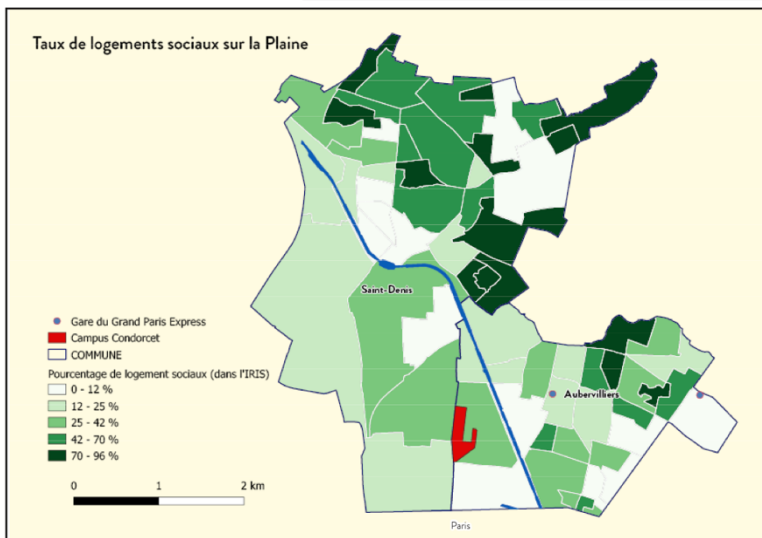 Taux de logements sociaux sur la Plaine
Saint-Denis
Gare du Grand Paris Express
Campus Condorcet
COMMUNE
Pourcentage de logement sociaux (dans l'IRIS)
0 - 12 %
12 - 25 %
25 - 42 %
42 - 70 %
70 - 96 %
Aubervilliers
0 1 2 km
Paris